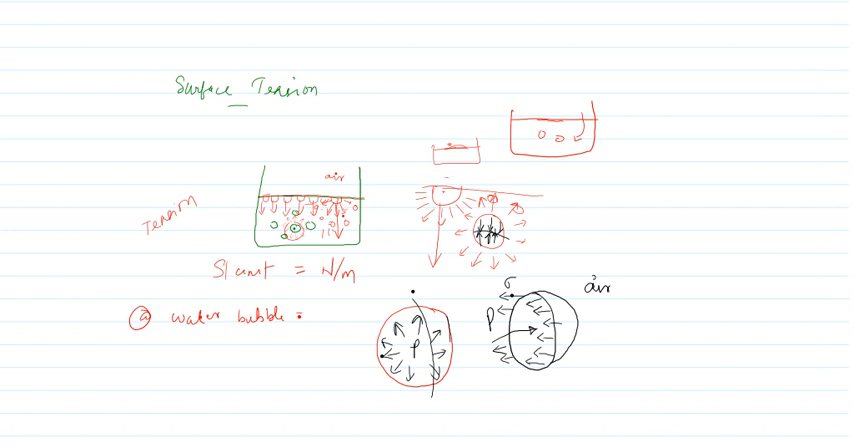 Surface Tension
air
Tension
SI unit = N/m
σ
air
P
P
(a) water bubble :